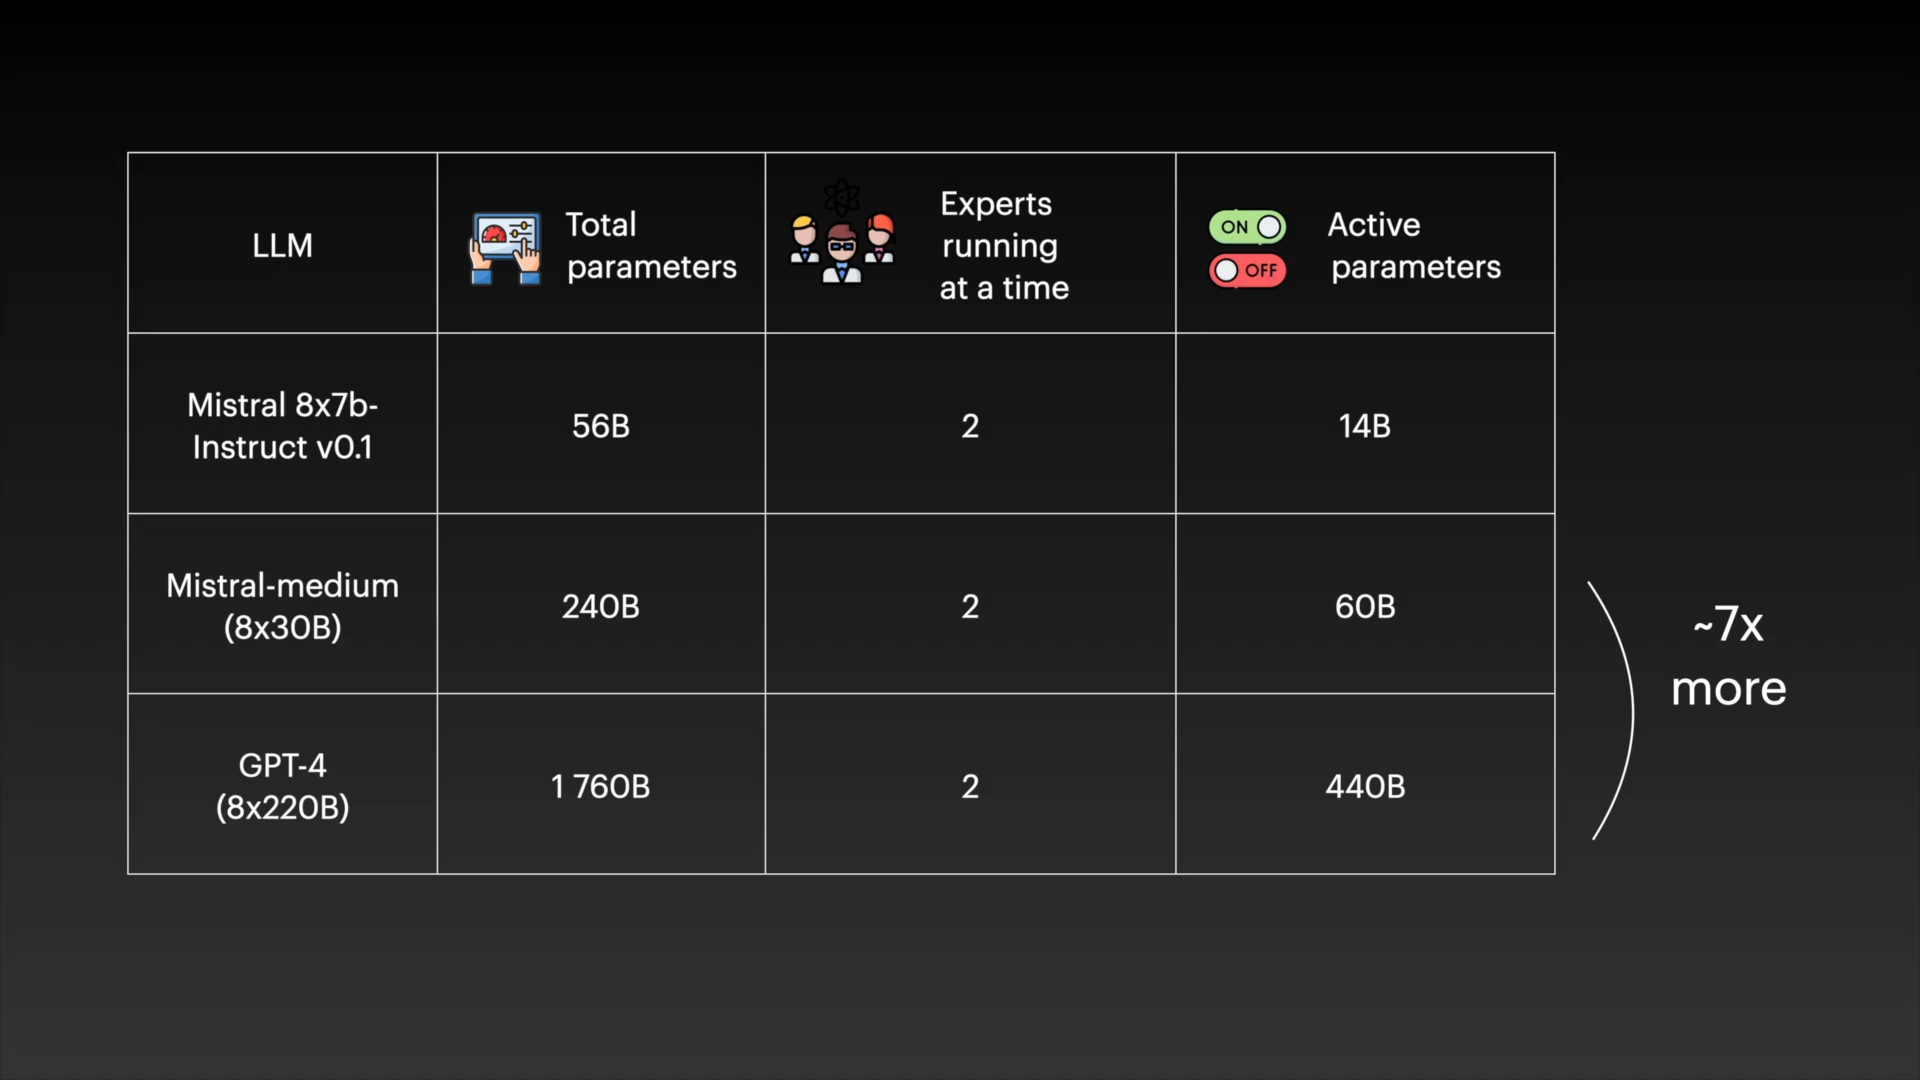 LLM
Total
parameters
Experts
running
at a time
ON
OFF
Active
parameters
Mistral 8x7b-
Instruct v0.1
56B
2
14B
Mistral-medium
(8x30B)
240B
2
60B
GPT-4
(8x220B)
1 760B
2
440B
~7x
more